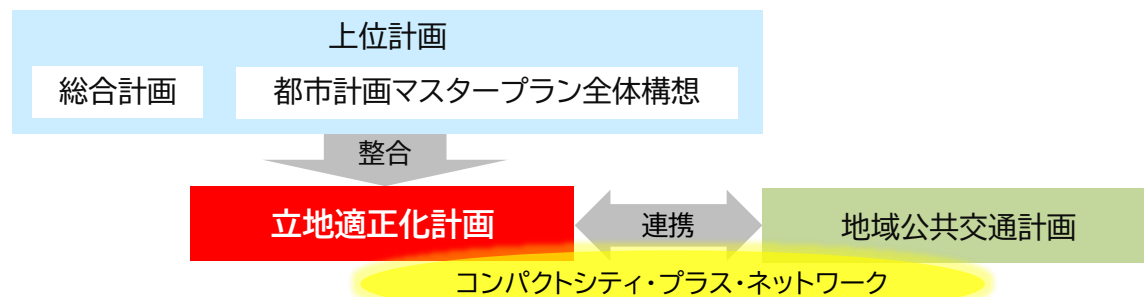 上位計画
総合計画
都市計画マスタープラン全体構想
整合
立地適正化計画
連携
地域公共交通計画
コンパクトシティ・プラス・ネットワーク